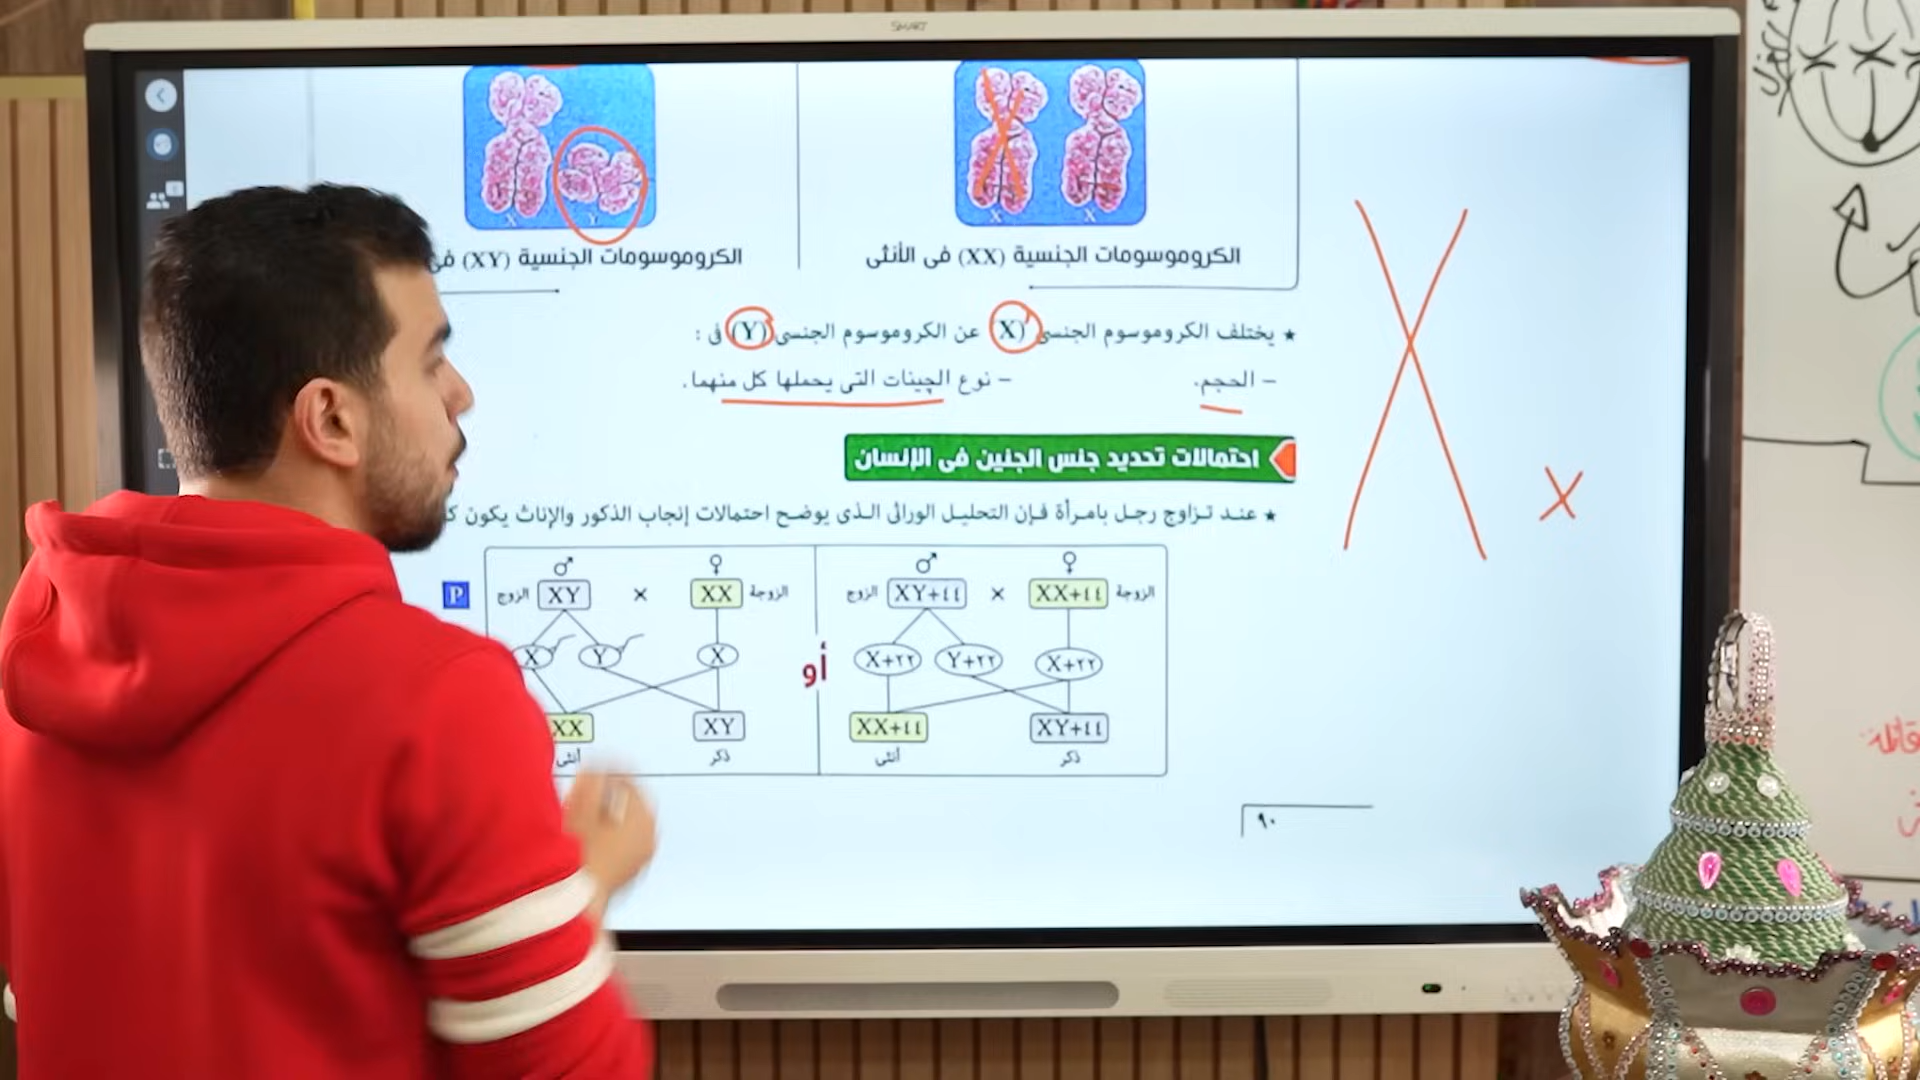 SMART
X Y
X X
الكروموسومات الجنسية (XX) فى الأنثى
الكروموسومات الجنسية (XY)
★ يختلف الكروموسوم الجنسى (X) عن الكروموسوم الجنسى (Y) فى :
– الحجم. – نوع الچينات التى يحملها كل منهما.
X x
احتمالات تحديد جنس الجنين فى الإنسان
★ عند تزاوج رجل بامرأة فإن التحليل الوراثى الذى يوضح احتمالات إنجاب الذكور والإناث يكون
♂ ♀ ♂ ♀
P
الزوجة XX+٤٤ × XY+٤٤ الزوج
الزوجة XX × XY الزوج
X+٢٢ Y+٢٢ X+٢٢
أو
X Y X
XX+٤٤ XY+٤٤
XX XY
أنثى ذكر
أنثى ذكر
٩٠